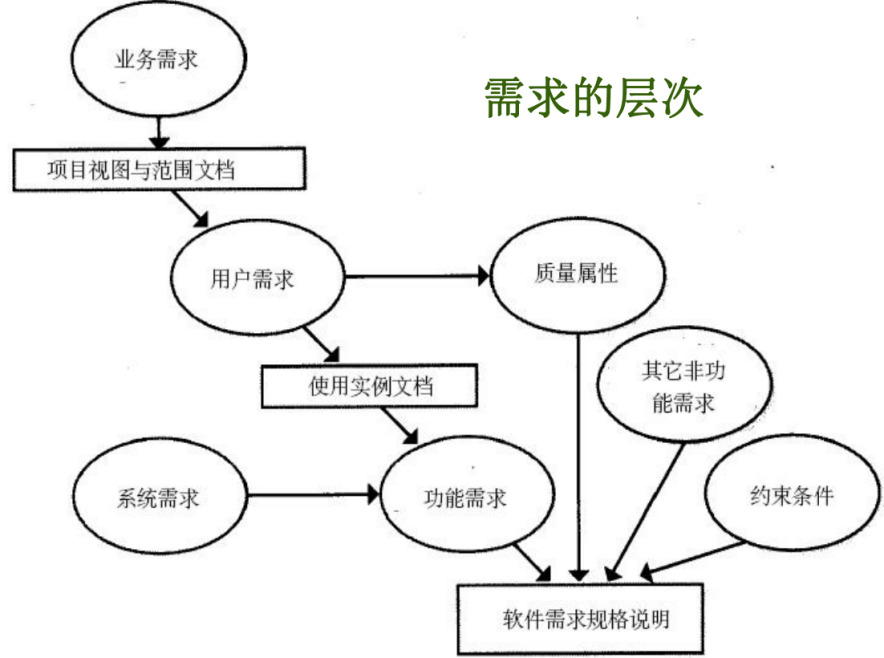 业务需求
需求的层次
项目视图与范围文档
用户需求
质量属性
使用实例文档
其它非功
能需求
系统需求
功能需求
约束条件
软件需求规格说明